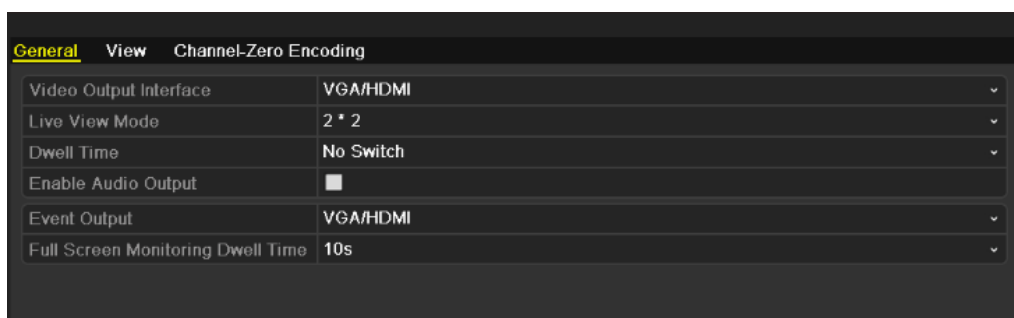 General View Channel-Zero Encoding
Video Output Interface VGA/HDMI
Live View Mode 2 * 2
Dwell Time No Switch
Enable Audio Output
Event Output VGA/HDMI
Full Screen Monitoring Dwell Time 10s